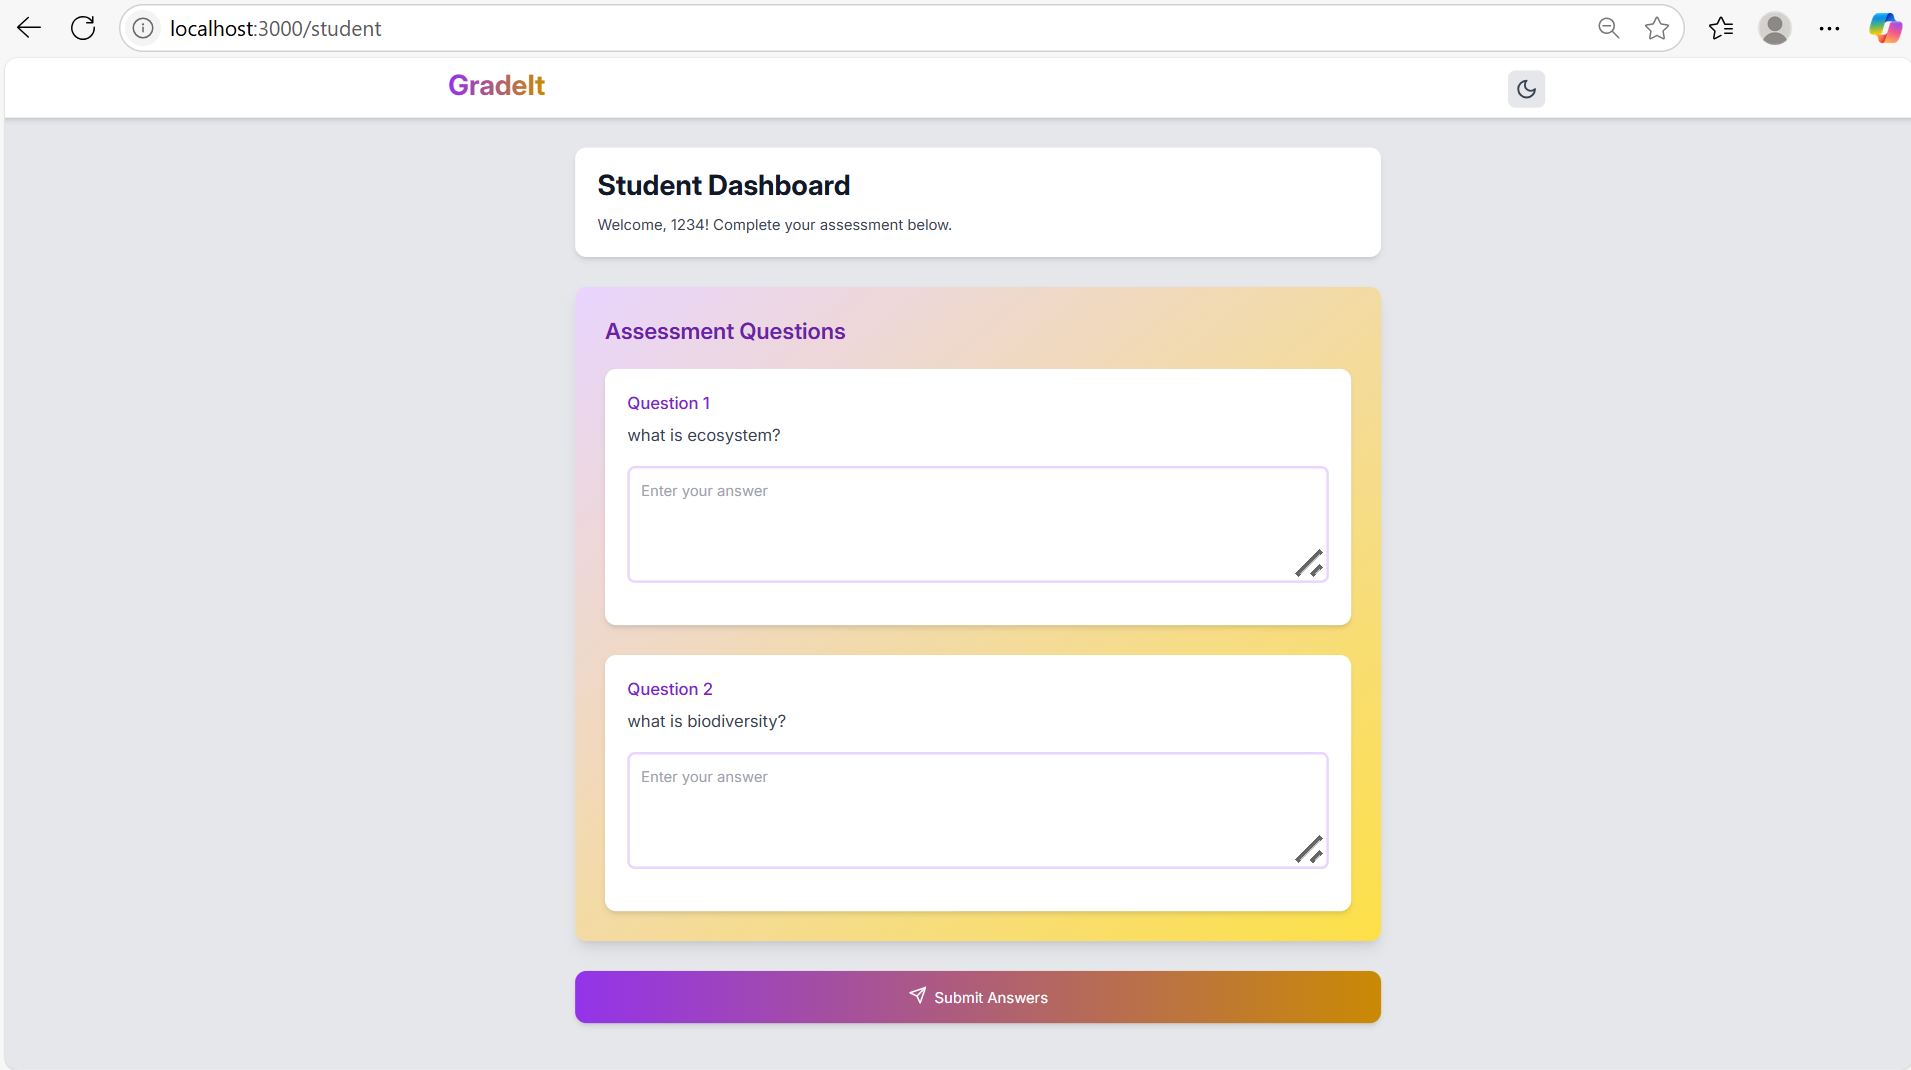 localhost:3000/student
GradeIt
Student Dashboard
Welcome, 1234! Complete your assessment below.
Assessment Questions
Question 1
what is ecosystem?
Enter your answer
Question 2
what is biodiversity?
Enter your answer
Submit Answers